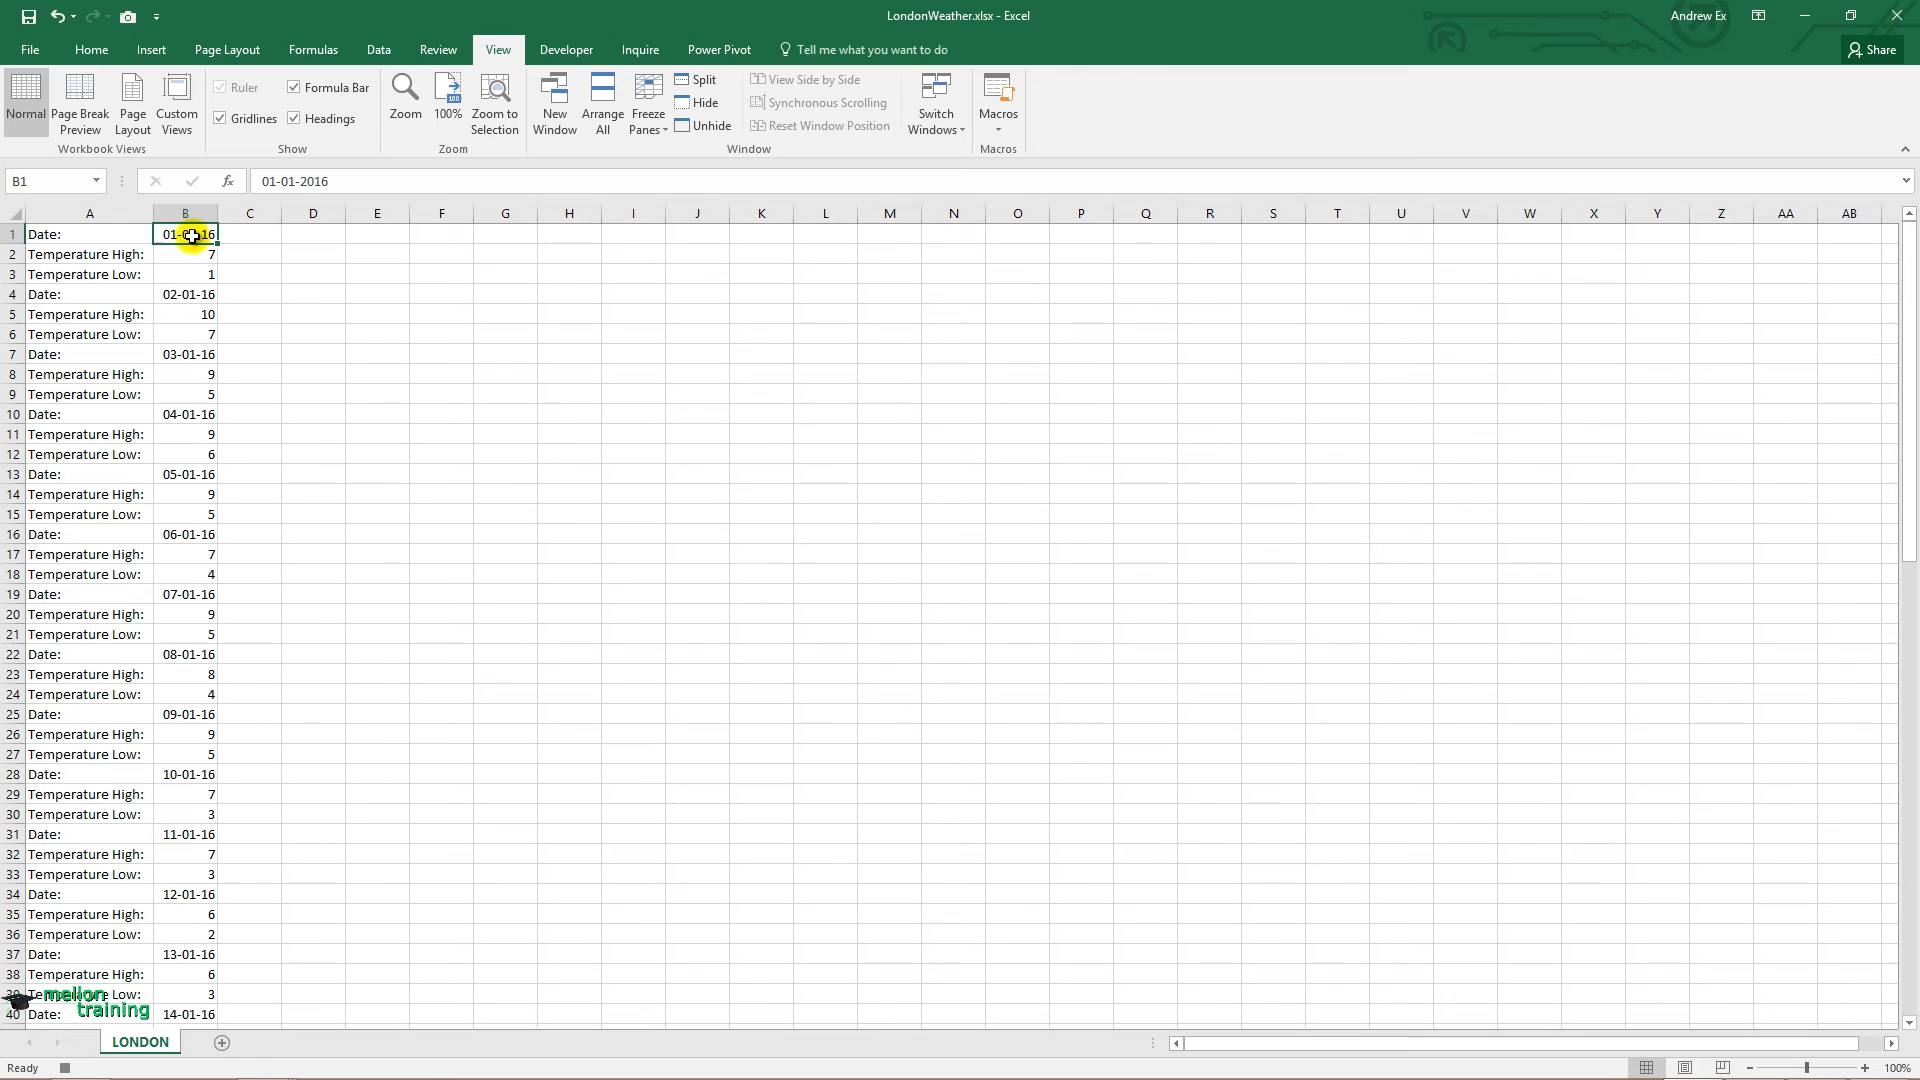 LondonWeather.xlsx - Excel
Andrew Ex
File Home Insert Page Layout Formulas Data Review View Developer Inquire Power Pivot Tell me what you want to do
Share
Normal
Page Break Preview
Page Layout
Custom Views
Workbook Views
Ruler
Formula Bar
Gridlines
Headings
Show
Zoom
100
100%
Zoom to Selection
Zoom
New Window
Arrange All
Freeze Panes
Split
Hide
Unhide
View Side by Side
Synchronous Scrolling
Reset Window Position
Window
Switch Windows
Macros
Macros
B1
fx
01-01-2016
A B C D E F G H I J K L M N O P Q R S T U V W X Y Z AA AB
1 Date: 01-01-16
2 Temperature High: 7
3 Temperature Low: 1
4 Date: 02-01-16
5 Temperature High: 10
6 Temperature Low: 7
7 Date: 03-01-16
8 Temperature High: 9
9 Temperature Low: 5
10 Date: 04-01-16
11 Temperature High: 9
12 Temperature Low: 6
13 Date: 05-01-16
14 Temperature High: 9
15 Temperature Low: 5
16 Date: 06-01-16
17 Temperature High: 7
18 Temperature Low: 4
19 Date: 07-01-16
20 Temperature High: 9
21 Temperature Low: 5
22 Date: 08-01-16
23 Temperature High: 8
24 Temperature Low: 4
25 Date: 09-01-16
26 Temperature High: 9
27 Temperature Low: 5
28 Date: 10-01-16
29 Temperature High: 7
30 Temperature Low: 3
31 Date: 11-01-16
32 Temperature High: 7
33 Temperature Low: 3
34 Date: 12-01-16
35 Temperature High: 6
36 Temperature Low: 2
37 Date: 13-01-16
38 Temperature High: 6
39 Temperature Low: 3
40 Date: 14-01-16
mellon
training
LONDON
Ready
100%